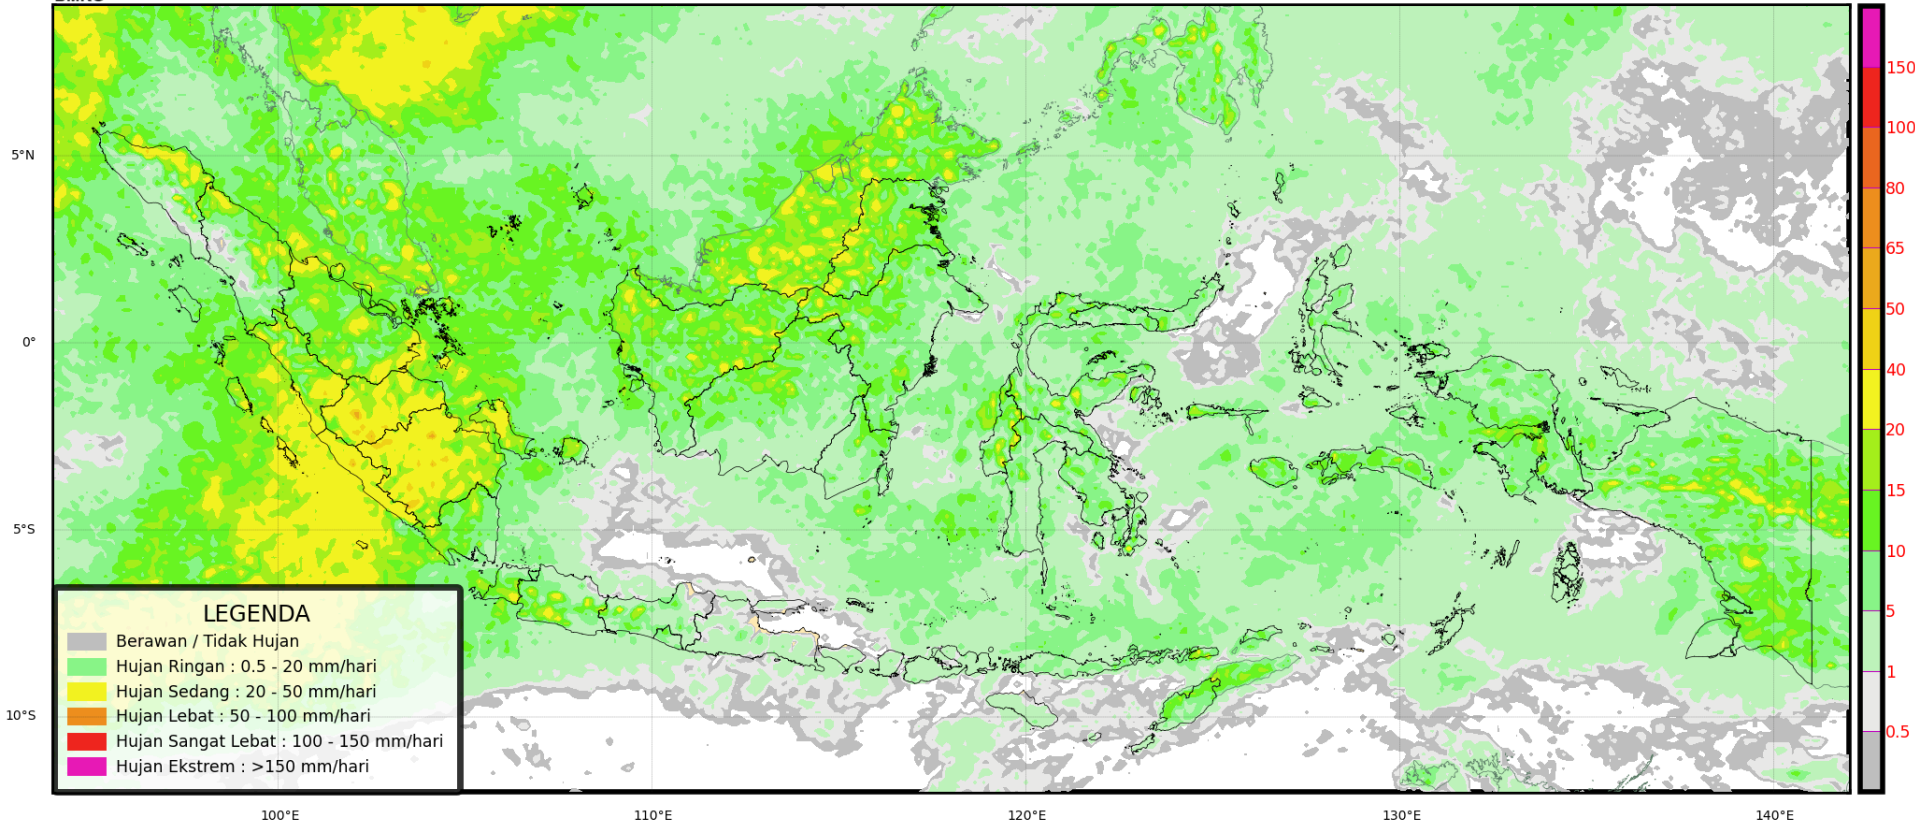 5°N
0°
5°S
10°S
100°E
110°E
120°E
130°E
140°E
LEGENDA
Berawan / Tidak Hujan
Hujan Ringan : 0.5 - 20 mm/hari
Hujan Sedang : 20 - 50 mm/hari
Hujan Lebat : 50 - 100 mm/hari
Hujan Sangat Lebat : 100 - 150 mm/hari
Hujan Ekstrem : >150 mm/hari
150
100
80
65
50
40
20
15
10
5
1
0.5